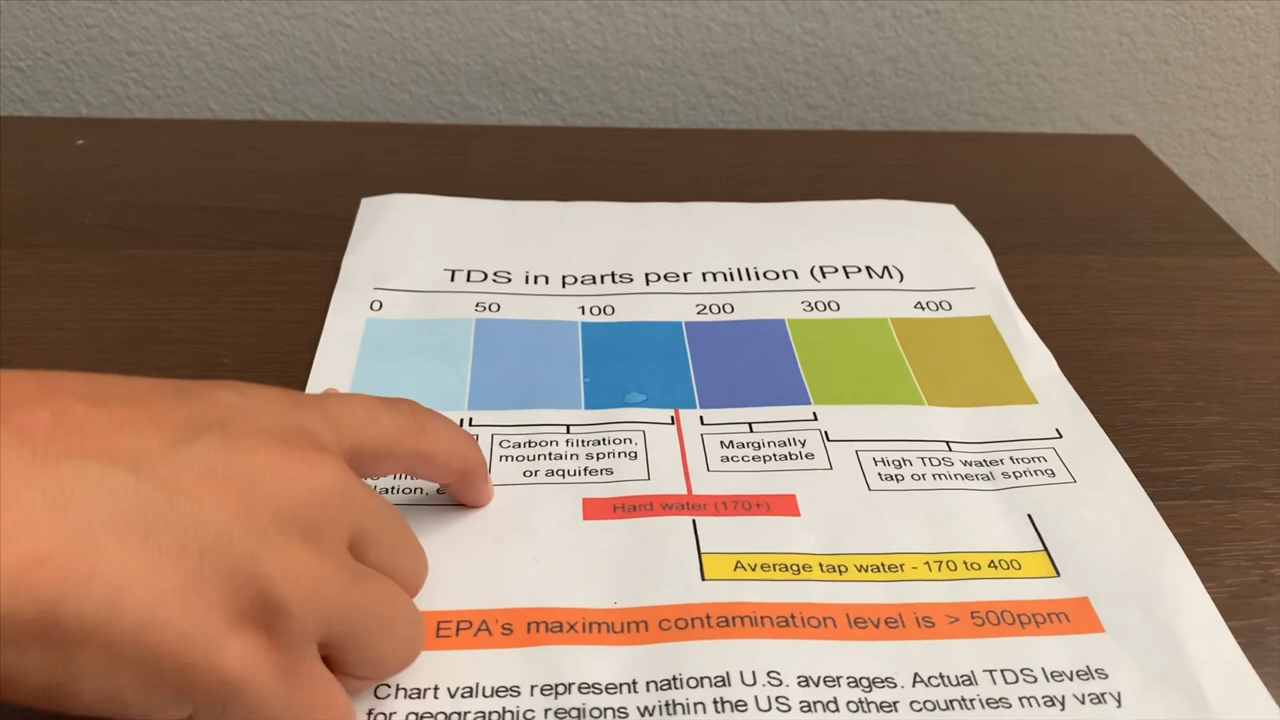 TDS in parts per million (PPM)
0 50 100 200 300 400
Carbon filtration,
mountain spring
or aquifers
Marginally
acceptable
High TDS water from
tap or mineral spring
Hard water (170+)
Average tap water - 170 to 400
EPA's maximum contamination level is > 500ppm
Chart values represent national U.S. averages. Actual TDS levels
for geographic regions within the US and other countries may vary